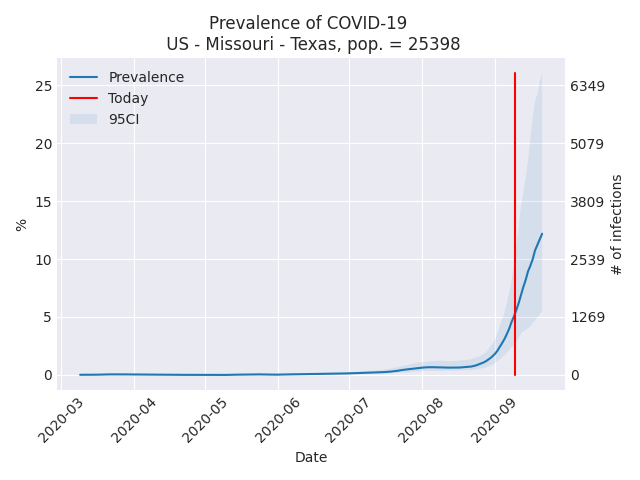 Prevalence of COVID-19
US - Missouri - Texas, pop. = 25398
Prevalence
Today
95CI
25
20
15
10
5
0
%
6349
5079
3809
2539
1269
0
# of infections
2020-03
2020-04
2020-05
2020-06
2020-07
2020-08
2020-09
Date